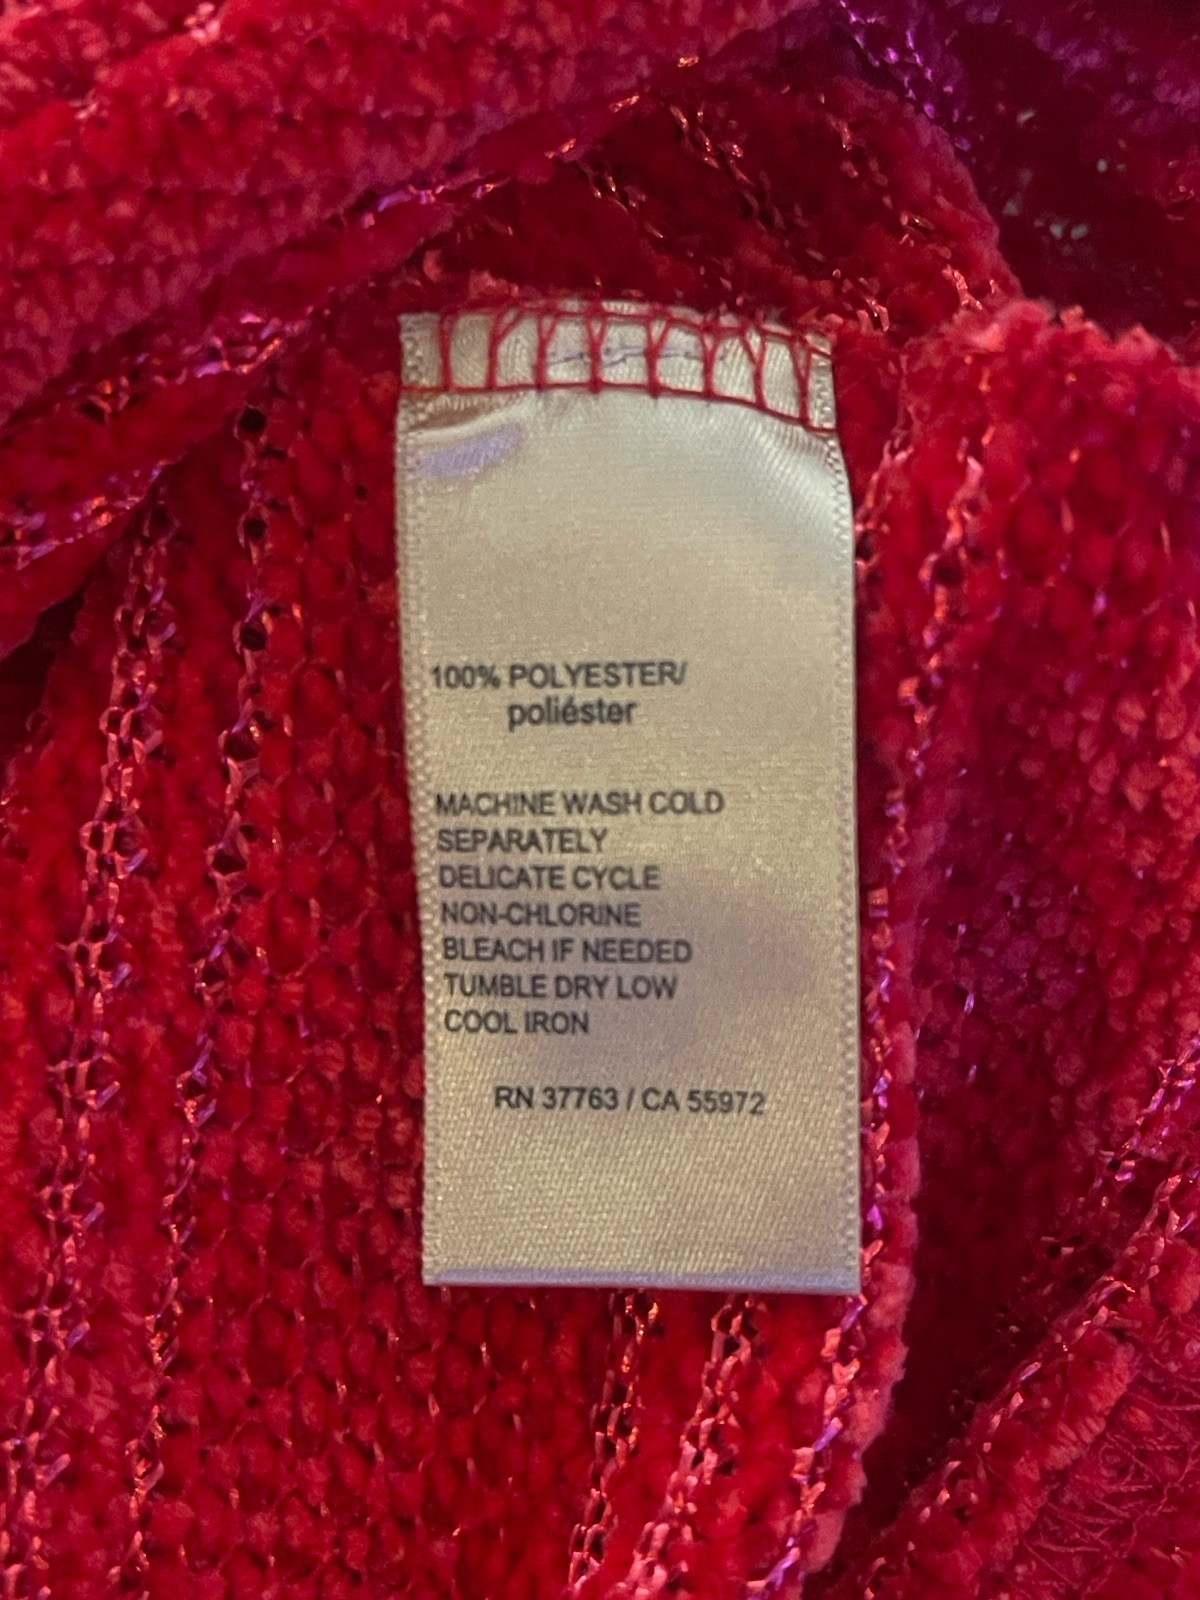 100% POLYESTER/
poliéster
MACHINE WASH COLD
SEPARATELY
DELICATE CYCLE
NON-CHLORINE
BLEACH IF NEEDED
TUMBLE DRY LOW
COOL IRON
RN 37763 / CA 55972